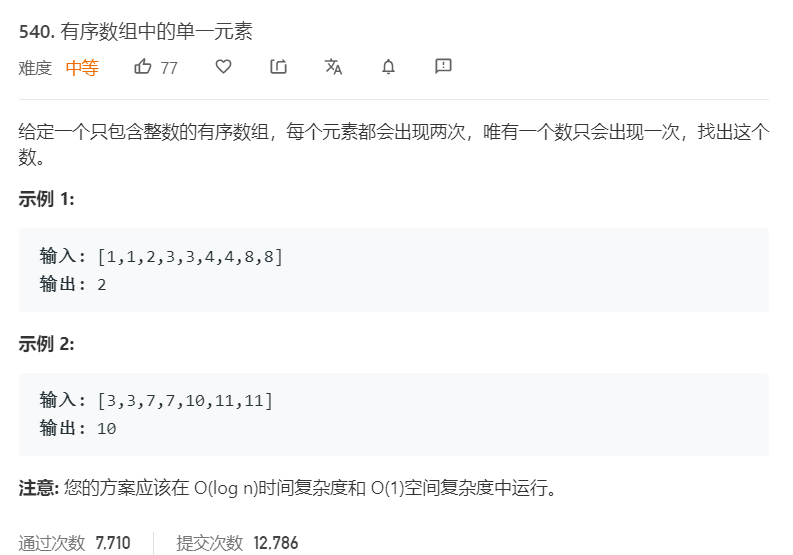 540. 有序数组中的单一元素
难度 中等 77
给定一个只包含整数的有序数组，每个元素都会出现两次，唯有一个数只会出现一次，找出这个
数。
示例 1:
输入: [1,1,2,3,3,4,4,8,8]
输出: 2
示例 2:
输入: [3,3,7,7,10,11,11]
输出: 10
注意: 您的方案应该在 O(log n)时间复杂度和 O(1)空间复杂度中运行。
通过次数 7,710 提交次数 12,786